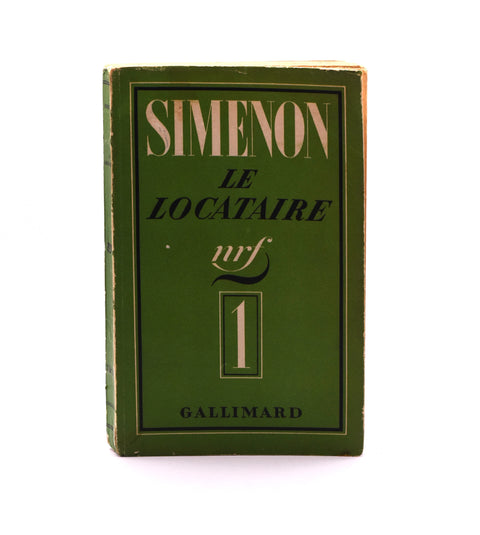 SIMENON
LE
LOCATAIRE
nrf
1
GALLIMARD